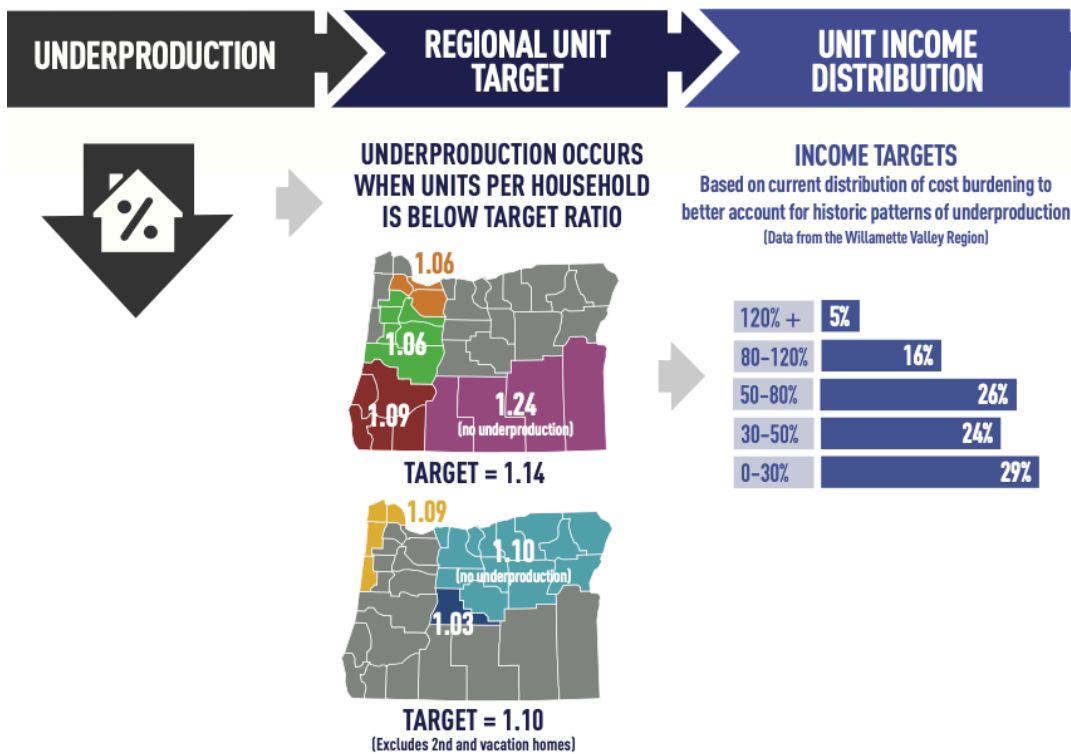 UNDERPRODUCTION
REGIONAL UNIT
TARGET
UNIT INCOME
DISTRIBUTION
%
UNDERPRODUCTION OCCURS
WHEN UNITS PER HOUSEHOLD
IS BELOW TARGET RATIO
1.06
1.06
1.09
1.24
(no underproduction)
TARGET = 1.14
1.09
1.10
(no underproduction)
1.03
TARGET = 1.10
(Excludes 2nd and vacation homes)
INCOME TARGETS
Based on current distribution of cost burdening to
better account for historic patterns of underproduction
(Data from the Willamette Valley Region)
120% + 5%
80-120% 16%
50-80% 26%
30-50% 24%
0-30% 29%